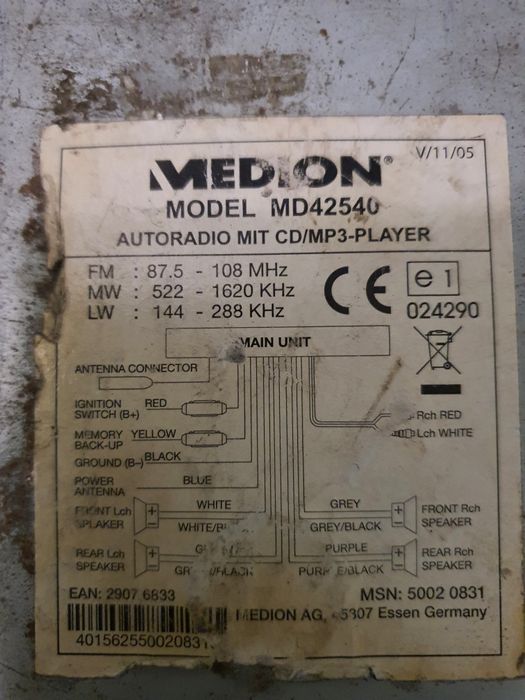 V/11/05
MEDION®
MODEL MD42540
AUTORADIO MIT CD/MP3-PLAYER
FM : 87.5 - 108 MHz
MW : 522 - 1620 KHz
LW : 144 - 288 KHz
CE
e1
024290
MAIN UNIT
ANTENNA CONNECTOR
IGNITION SWITCH (B+) RED
MEMORY BACK-UP YELLOW
GROUND (B–) BLACK
POWER ANTENNA BLUE
Rch RED
Lch WHITE
FRONT Lch SPEAKER
WHITE
GREY
GREY/BLACK
FRONT Rch SPEAKER
REAR Lch SPEAKER
PURPLE
PURPLE/BLACK
REAR Rch SPEAKER
EAN: 2907 6833
MSN: 5002 0831
MEDION AG, Essen Germany